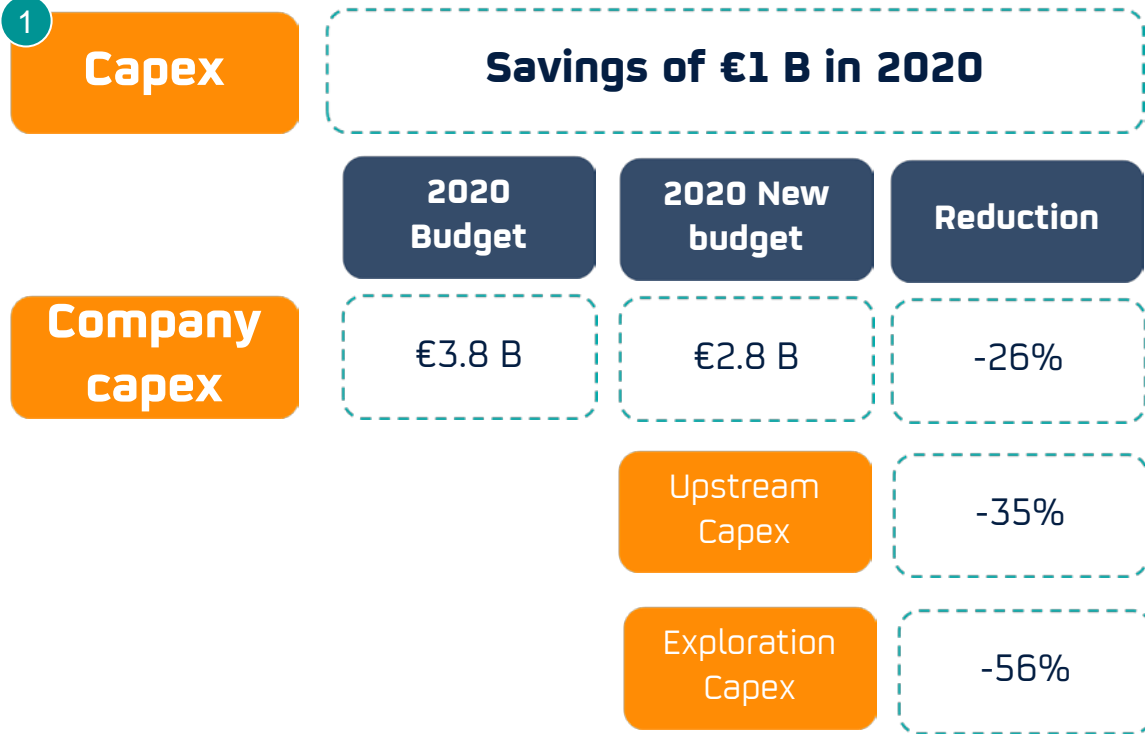 1
Capex
Savings of €1 B in 2020
2020
Budget
2020 New
budget
Reduction
Company
capex
€3.8 B
€2.8 B
-26%
Upstream
Capex
-35%
Exploration
Capex
-56%